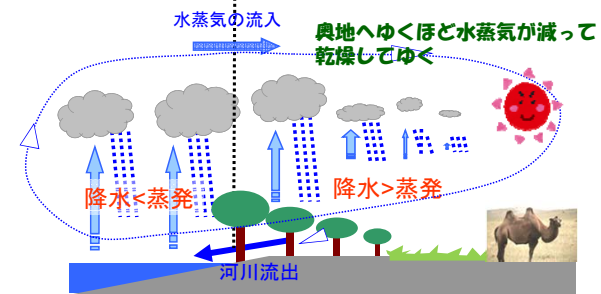 水蒸気の流入
奥地へゆくほど水蒸気が減って
乾燥してゆく
降水<蒸発
降水>蒸発
河川流出